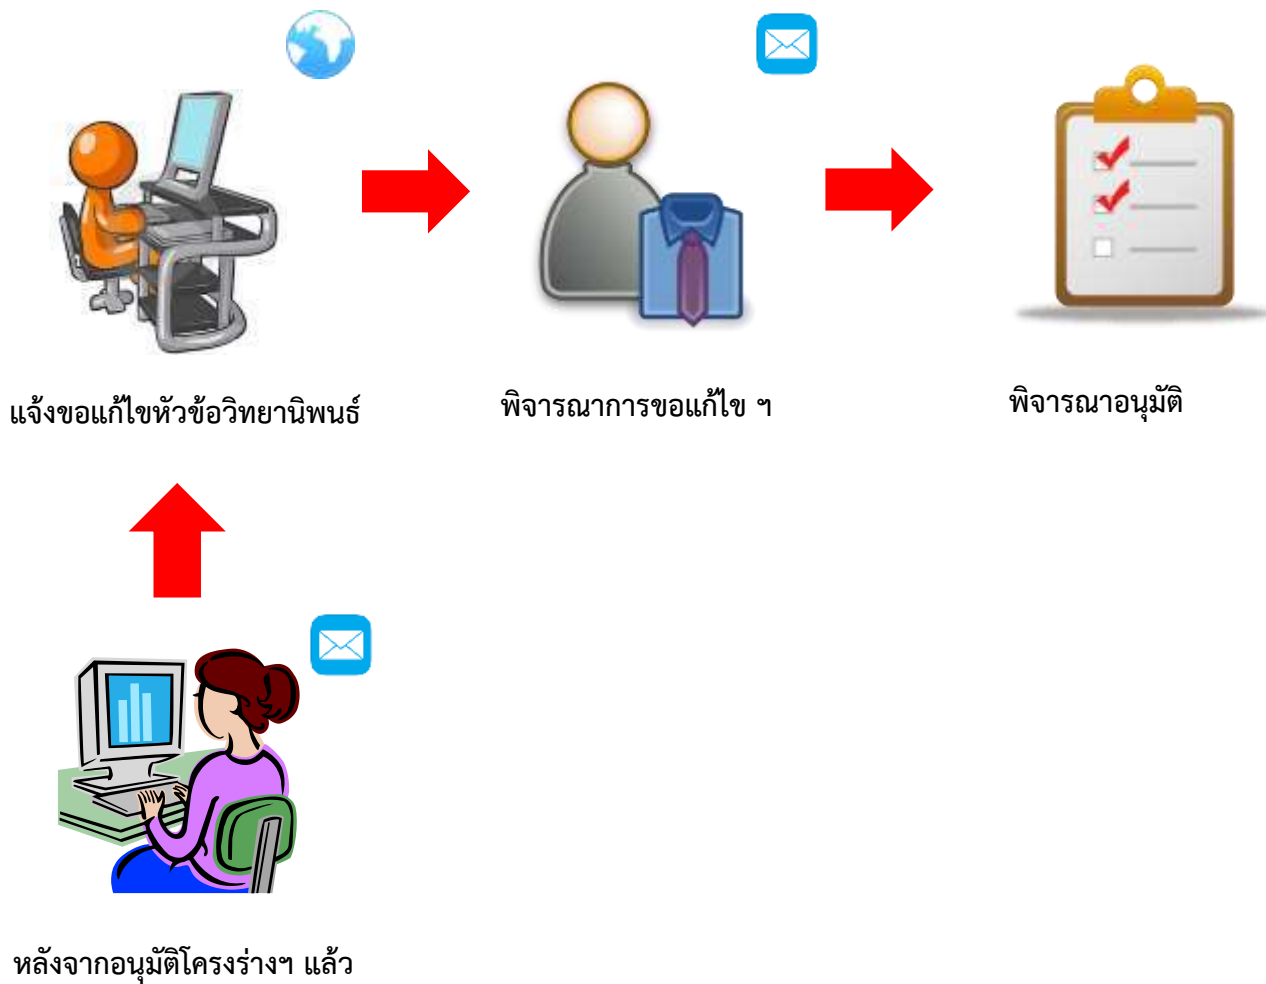 แจ้งขอแก้ไขหัวข้อวิทยานิพนธ์
พิจารณาการขอแก้ไข ฯ
พิจารณาอนุมัติ
หลังจากอนุมัติโครงร่างฯ แล้ว